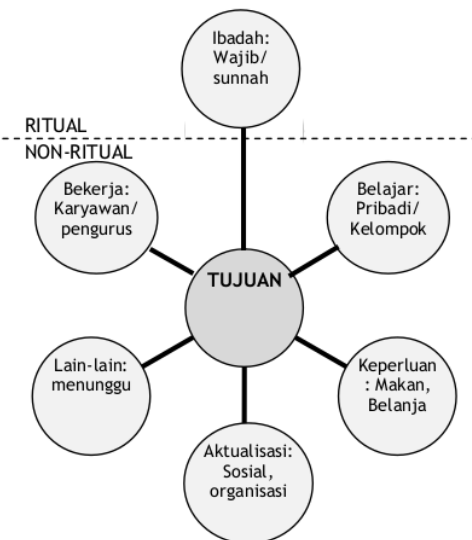 Ibadah:
Wajib/
sunnah
RITUAL
NON-RITUAL
Bekerja:
Karyawan/
pengurus
Belajar:
Pribadi/
Kelompok
TUJUAN
Lain-lain:
menunggu
Keperluan
: Makan,
Belanja
Aktualisasi:
Sosial,
organisasi